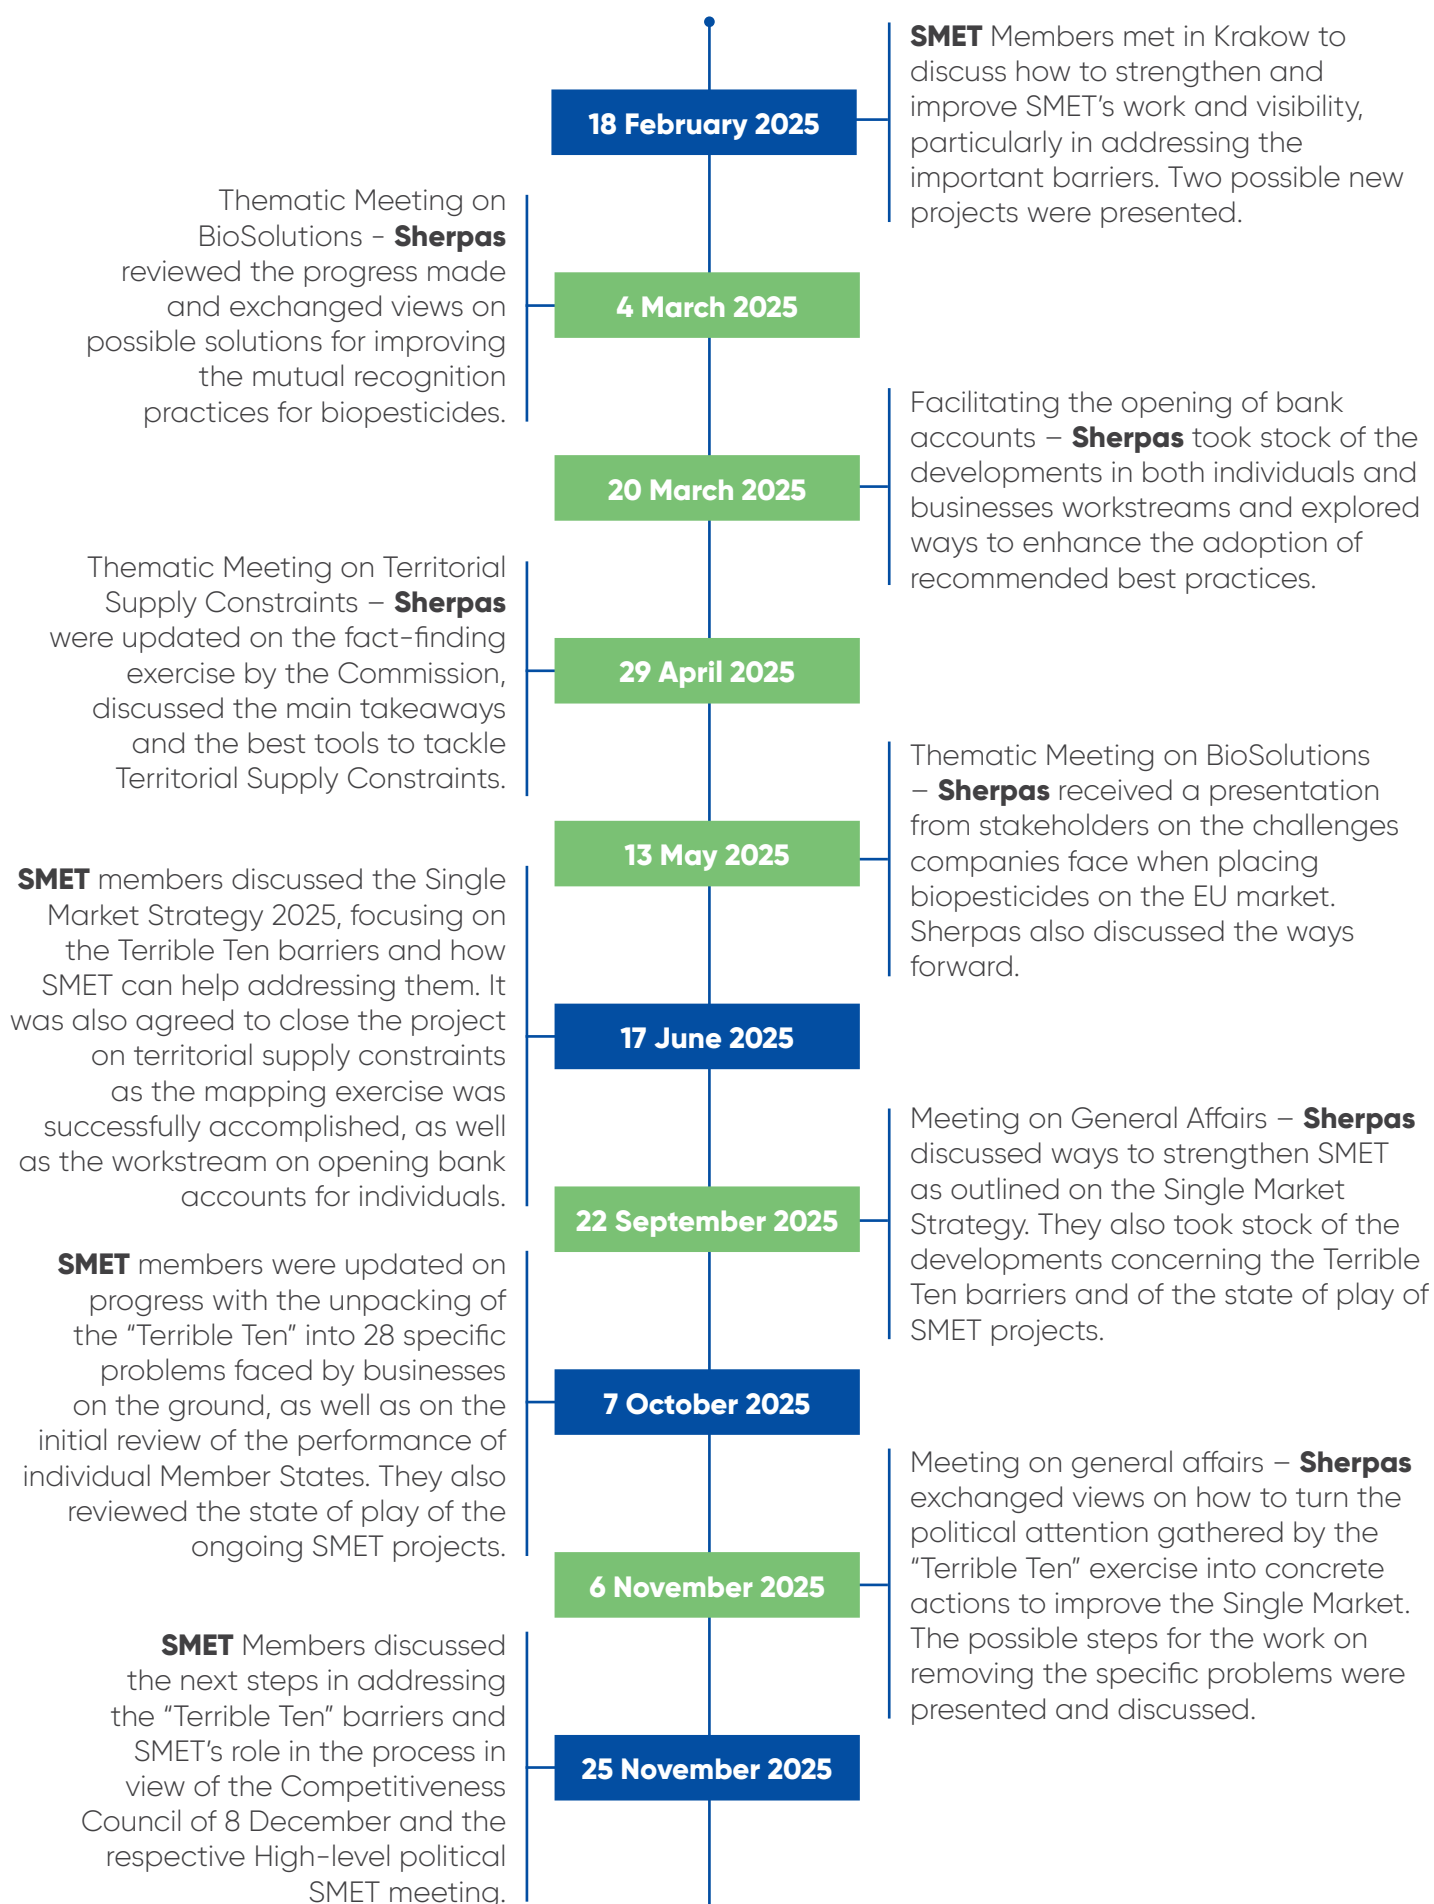 18 February 2025
SMET Members met in Krakow to
discuss how to strengthen and
improve SMET's work and visibility,
particularly in addressing the
important barriers. Two possible new
projects were presented.
4 March 2025
Thematic Meeting on
BioSolutions - Sherpas
reviewed the progress made
and exchanged views on
possible solutions for improving
the mutual recognition
practices for biopesticides.
20 March 2025
Facilitating the opening of bank
accounts – Sherpas took stock of the
developments in both individuals and
businesses workstreams and explored
ways to enhance the adoption of
recommended best practices.
29 April 2025
Thematic Meeting on Territorial
Supply Constraints – Sherpas
were updated on the fact-finding
exercise by the Commission,
discussed the main takeaways
and the best tools to tackle
Territorial Supply Constraints.
13 May 2025
Thematic Meeting on BioSolutions
– Sherpas received a presentation
from stakeholders on the challenges
companies face when placing
biopesticides on the EU market.
Sherpas also discussed the ways
forward.
17 June 2025
SMET members discussed the Single
Market Strategy 2025, focusing on
the Terrible Ten barriers and how
SMET can help addressing them. It
was also agreed to close the project
on territorial supply constraints
as the mapping exercise was
successfully accomplished, as well
as the workstream on opening bank
accounts for individuals.
22 September 2025
Meeting on General Affairs – Sherpas
discussed ways to strengthen SMET
as outlined on the Single Market
Strategy. They also took stock of the
developments concerning the Terrible
Ten barriers and of the state of play of
SMET projects.
7 October 2025
SMET members were updated on
progress with the unpacking of
the “Terrible Ten” into 28 specific
problems faced by businesses
on the ground, as well as on the
initial review of the performance of
individual Member States. They also
reviewed the state of play of the
ongoing SMET projects.
6 November 2025
Meeting on general affairs – Sherpas
exchanged views on how to turn the
political attention gathered by the
“Terrible Ten” exercise into concrete
actions to improve the Single Market.
The possible steps for the work on
removing the specific problems were
presented and discussed.
25 November 2025
SMET Members discussed
the next steps in addressing
the “Terrible Ten” barriers and
SMET's role in the process in
view of the Competitiveness
Council of 8 December and the
respective High-level political
SMET meeting.